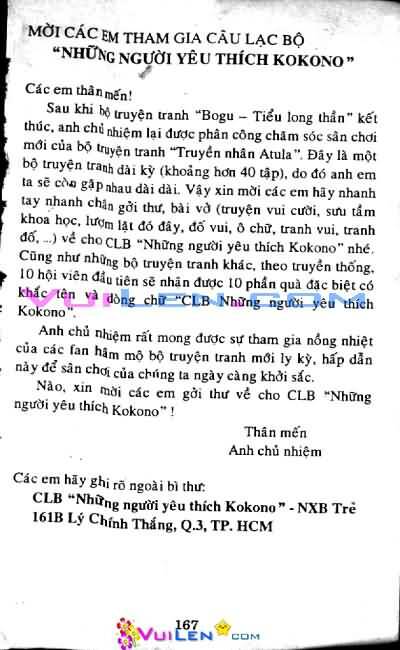 MỜI CÁC EM THAM GIA CÂU LẠC BỘ
“NHỮNG NGƯỜI YÊU THÍCH KOKONO”
Các em thân mến!
Sau khi bộ truyện tranh “Bogu – Tiểu long thần” kết
thúc, anh chủ nhiệm lại được phân công chăm sóc sân chơi
mới của bộ truyện tranh “Truyền nhân Atula”. Đây là một
bộ truyện tranh dài kỳ (khoảng hơn 40 tập), do đó anh em
ta sẽ còn gặp nhau dài dài. Vậy xin mời các em hãy nhanh
tay nhanh chân gởi thư, bài vở (truyện vui cười, sưu tầm
khoa học, lượm lặt đó đây, đố vui, ô chữ, tranh vui, tranh
đố, ...) về cho CLB “Những người yêu thích Kokono” nhé.
Cũng như những bộ truyện tranh khác, theo truyền thống,
10 hội viên đầu tiên sẽ nhận được 10 phần quà đặc biệt có
khắc tên và dòng chữ “CLB Những người yêu thích
Kokono”.
VUILEN.COM
Anh chủ nhiệm rất mong được sự tham gia nồng nhiệt
của các fan hâm mộ bộ truyện tranh mới ly kỳ, hấp dẫn
này để sân chơi của chúng ta ngày càng khởi sắc.
Nào, xin mời các em gởi thư về cho CLB “Những
người yêu thích Kokono”!
Thân mến
Anh chủ nhiệm
Các em hãy ghi rõ ngoài bì thư:
CLB “Những người yêu thích Kokono” - NXB Trẻ
161B Lý Chính Thắng, Q.3, TP. HCM
167
VUILEN.COM